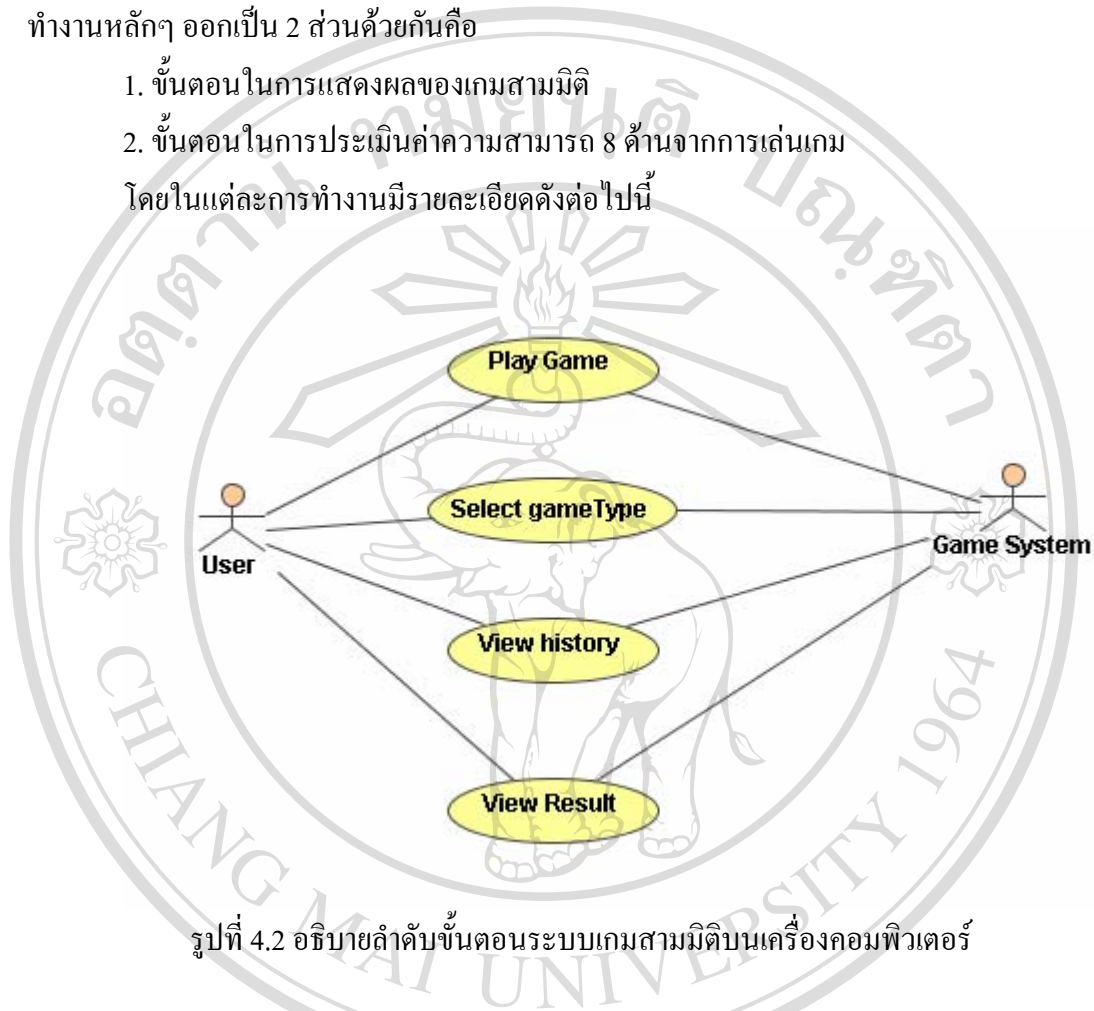 ทำงานหลักๆ ออกเป็น 2 ส่วนด้วยกันคือ
1. ขั้นตอนในการแสดงผลของเกมสามมิติ
2. ขั้นตอนในการประเมินค่าความสามารถ 8 ด้านจากการเล่นเกม
โดยในแต่ละการทำงานมีรายละเอียดดังต่อไปนี้
Play Game
Select gameType
User
Game System
View history
View Result
รูปที่ 4.2 อธิบายลำดับขั้นตอนระบบเกมสามมิติบนเครื่องคอมพิวเตอร์
CHIANG MAI UNIVERSITY 1964